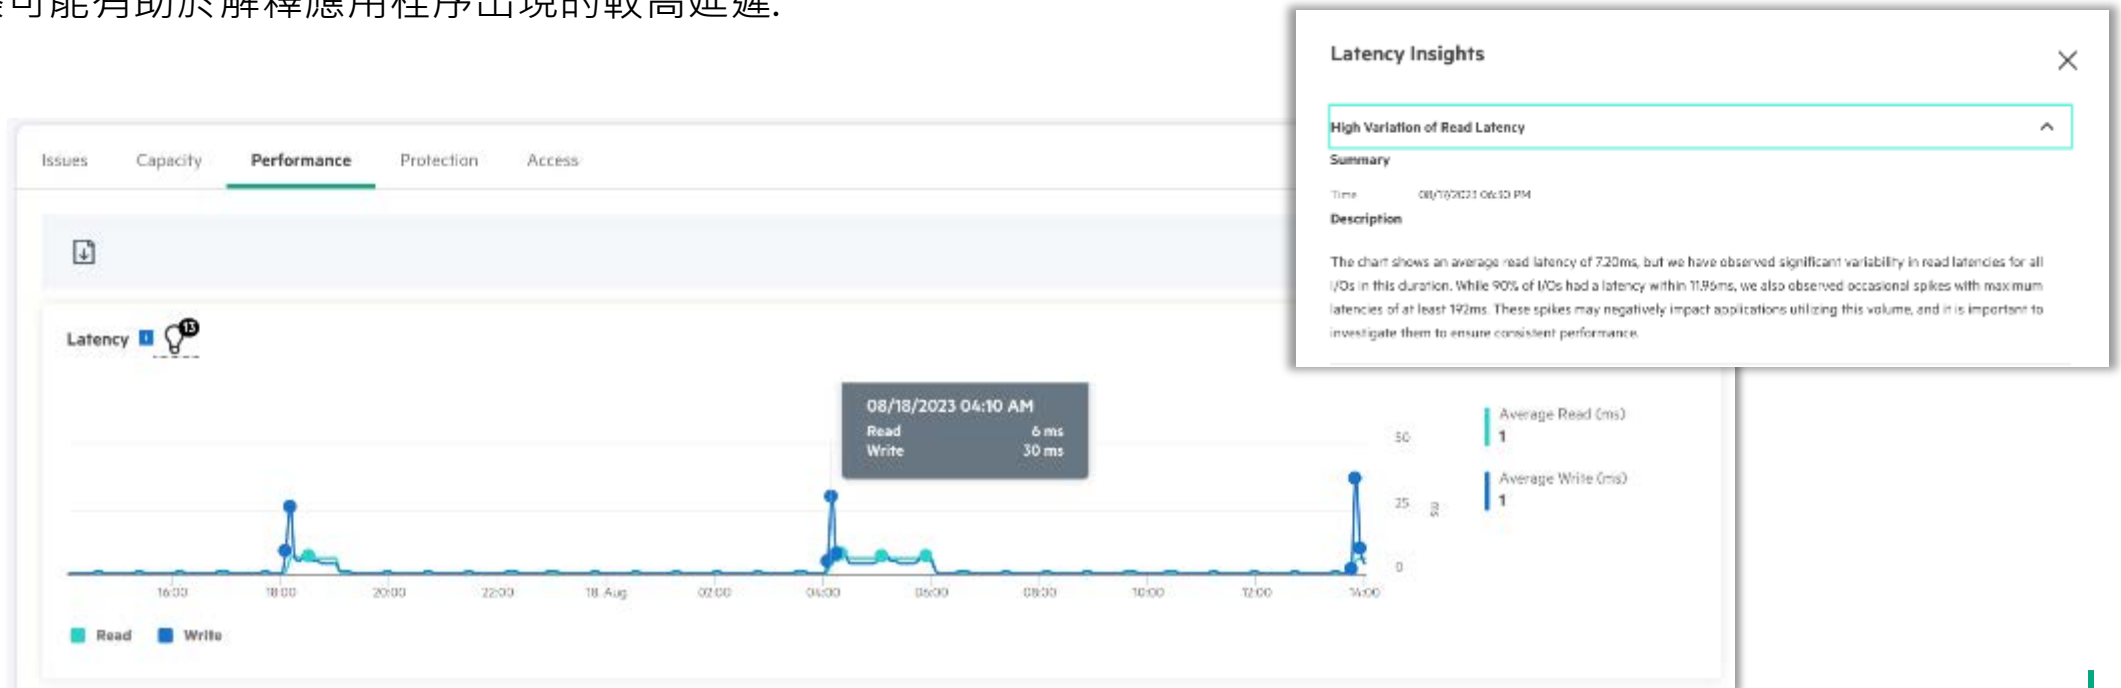 可能有助於解釋應用程序出現的較高延遲.
Latency Insights
High Variation of Read Latency
Summary
Time 08/17/2023 06:30 PM
Description
The chart shows an average read latency of 7.20ms, but we have observed significant variability in read latencies for all
I/Os in this duration. While 90% of I/Os had a latency within 11.96ms, we also observed occasional spikes with maximum
latencies of at least 192ms. These spikes may negatively impact applications utilizing this volume, and it is important to
investigate them to ensure consistent performance.
Issues Capacity Performance Protection Access
Latency 13
08/18/2023 04:10 AM
Read 6 ms
Write 30 ms
50
25
0
ms
Average Read (ms)
1
Average Write (ms)
1
16:00 18:00 20:00 22:00 18. Aug 02:00 04:00 06:00 08:00 10:00 12:00 14:00
Read Write